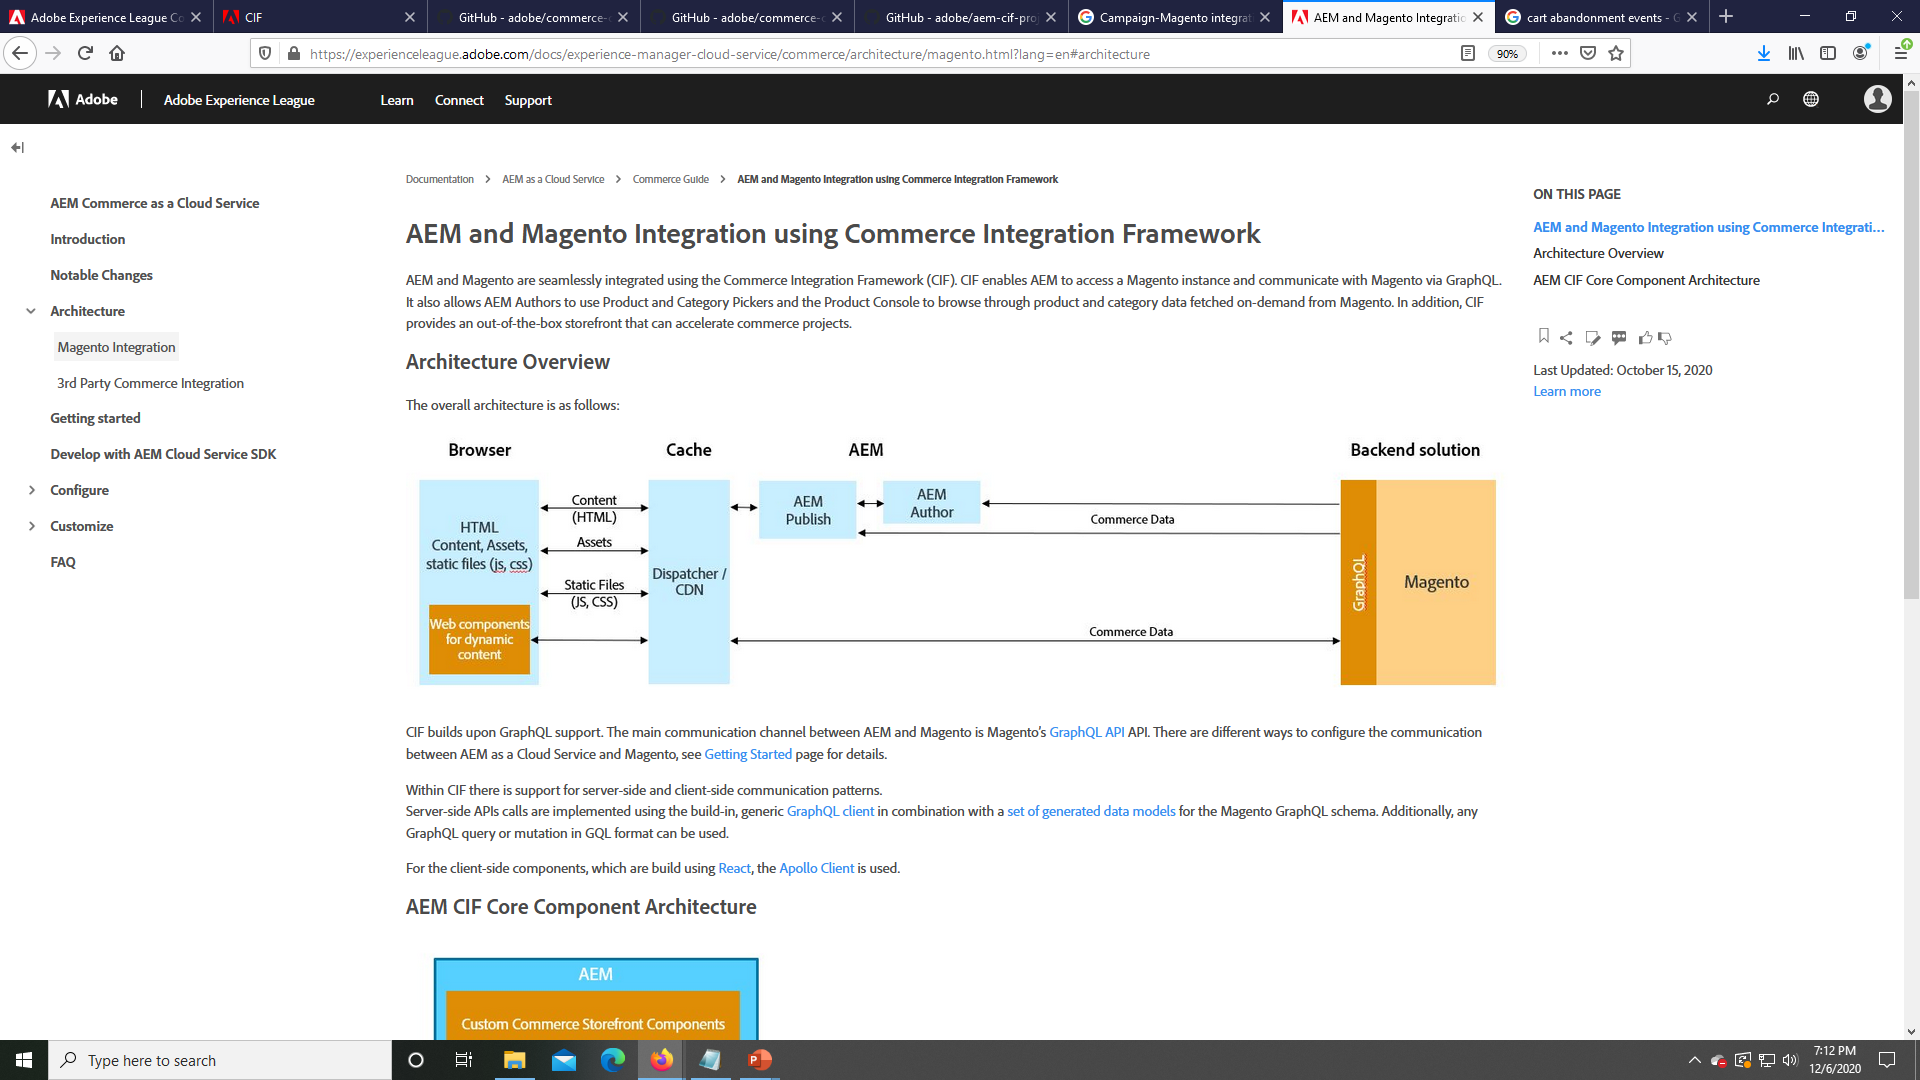 Adobe Experience League Co
CIF
GitHub - adobe/commerce-c
GitHub - adobe/commerce-c
GitHub - adobe/aem-cif-proj
Campaign-Magento integrat
AEM and Magento Integratio
cart abandonment events - G
https://experienceleague.adobe.com/docs/experience-manager-cloud-service/commerce/architecture/magento.html?lang=en#architecture
90%
Adobe
Adobe Experience League
Learn
Connect
Support
Documentation > AEM as a Cloud Service > Commerce Guide > AEM and Magento Integration using Commerce Integration Framework
AEM Commerce as a Cloud Service
Introduction
Notable Changes
Architecture
Magento Integration
3rd Party Commerce Integration
Getting started
Develop with AEM Cloud Service SDK
Configure
Customize
FAQ
AEM and Magento Integration using Commerce Integration Framework
AEM and Magento are seamlessly integrated using the Commerce Integration Framework (CIF). CIF enables AEM to access a Magento instance and communicate with Magento via GraphQL.
It also allows AEM Authors to use Product and Category Pickers and the Product Console to browse through product and category data fetched on-demand from Magento. In addition, CIF
provides an out-of-the-box storefront that can accelerate commerce projects.
Architecture Overview
The overall architecture is as follows:
Browser
Cache
AEM
Backend solution
HTML
Content, Assets,
static files (js, css)
Web components
for dynamic
content
Content
(HTML)
Assets
Static Files
(JS, CSS)
Dispatcher /
CDN
AEM
Publish
AEM
Author
Commerce Data
Commerce Data
GraphQL
Magento
CIF builds upon GraphQL support. The main communication channel between AEM and Magento is Magento's GraphQL API API. There are different ways to configure the communication
between AEM as a Cloud Service and Magento, see Getting Started page for details.
Within CIF there is support for server-side and client-side communication patterns.
Server-side APIs calls are implemented using the build-in, generic GraphQL client in combination with a set of generated data models for the Magento GraphQL schema. Additionally, any
GraphQL query or mutation in GQL format can be used.
For the client-side components, which are build using React, the Apollo Client is used.
AEM CIF Core Component Architecture
AEM
Custom Commerce Storefront Components
ON THIS PAGE
AEM and Magento Integration using Commerce Integrati...
Architecture Overview
AEM CIF Core Component Architecture
Last Updated: October 15, 2020
Learn more
Type here to search
7:12 PM
12/6/2020